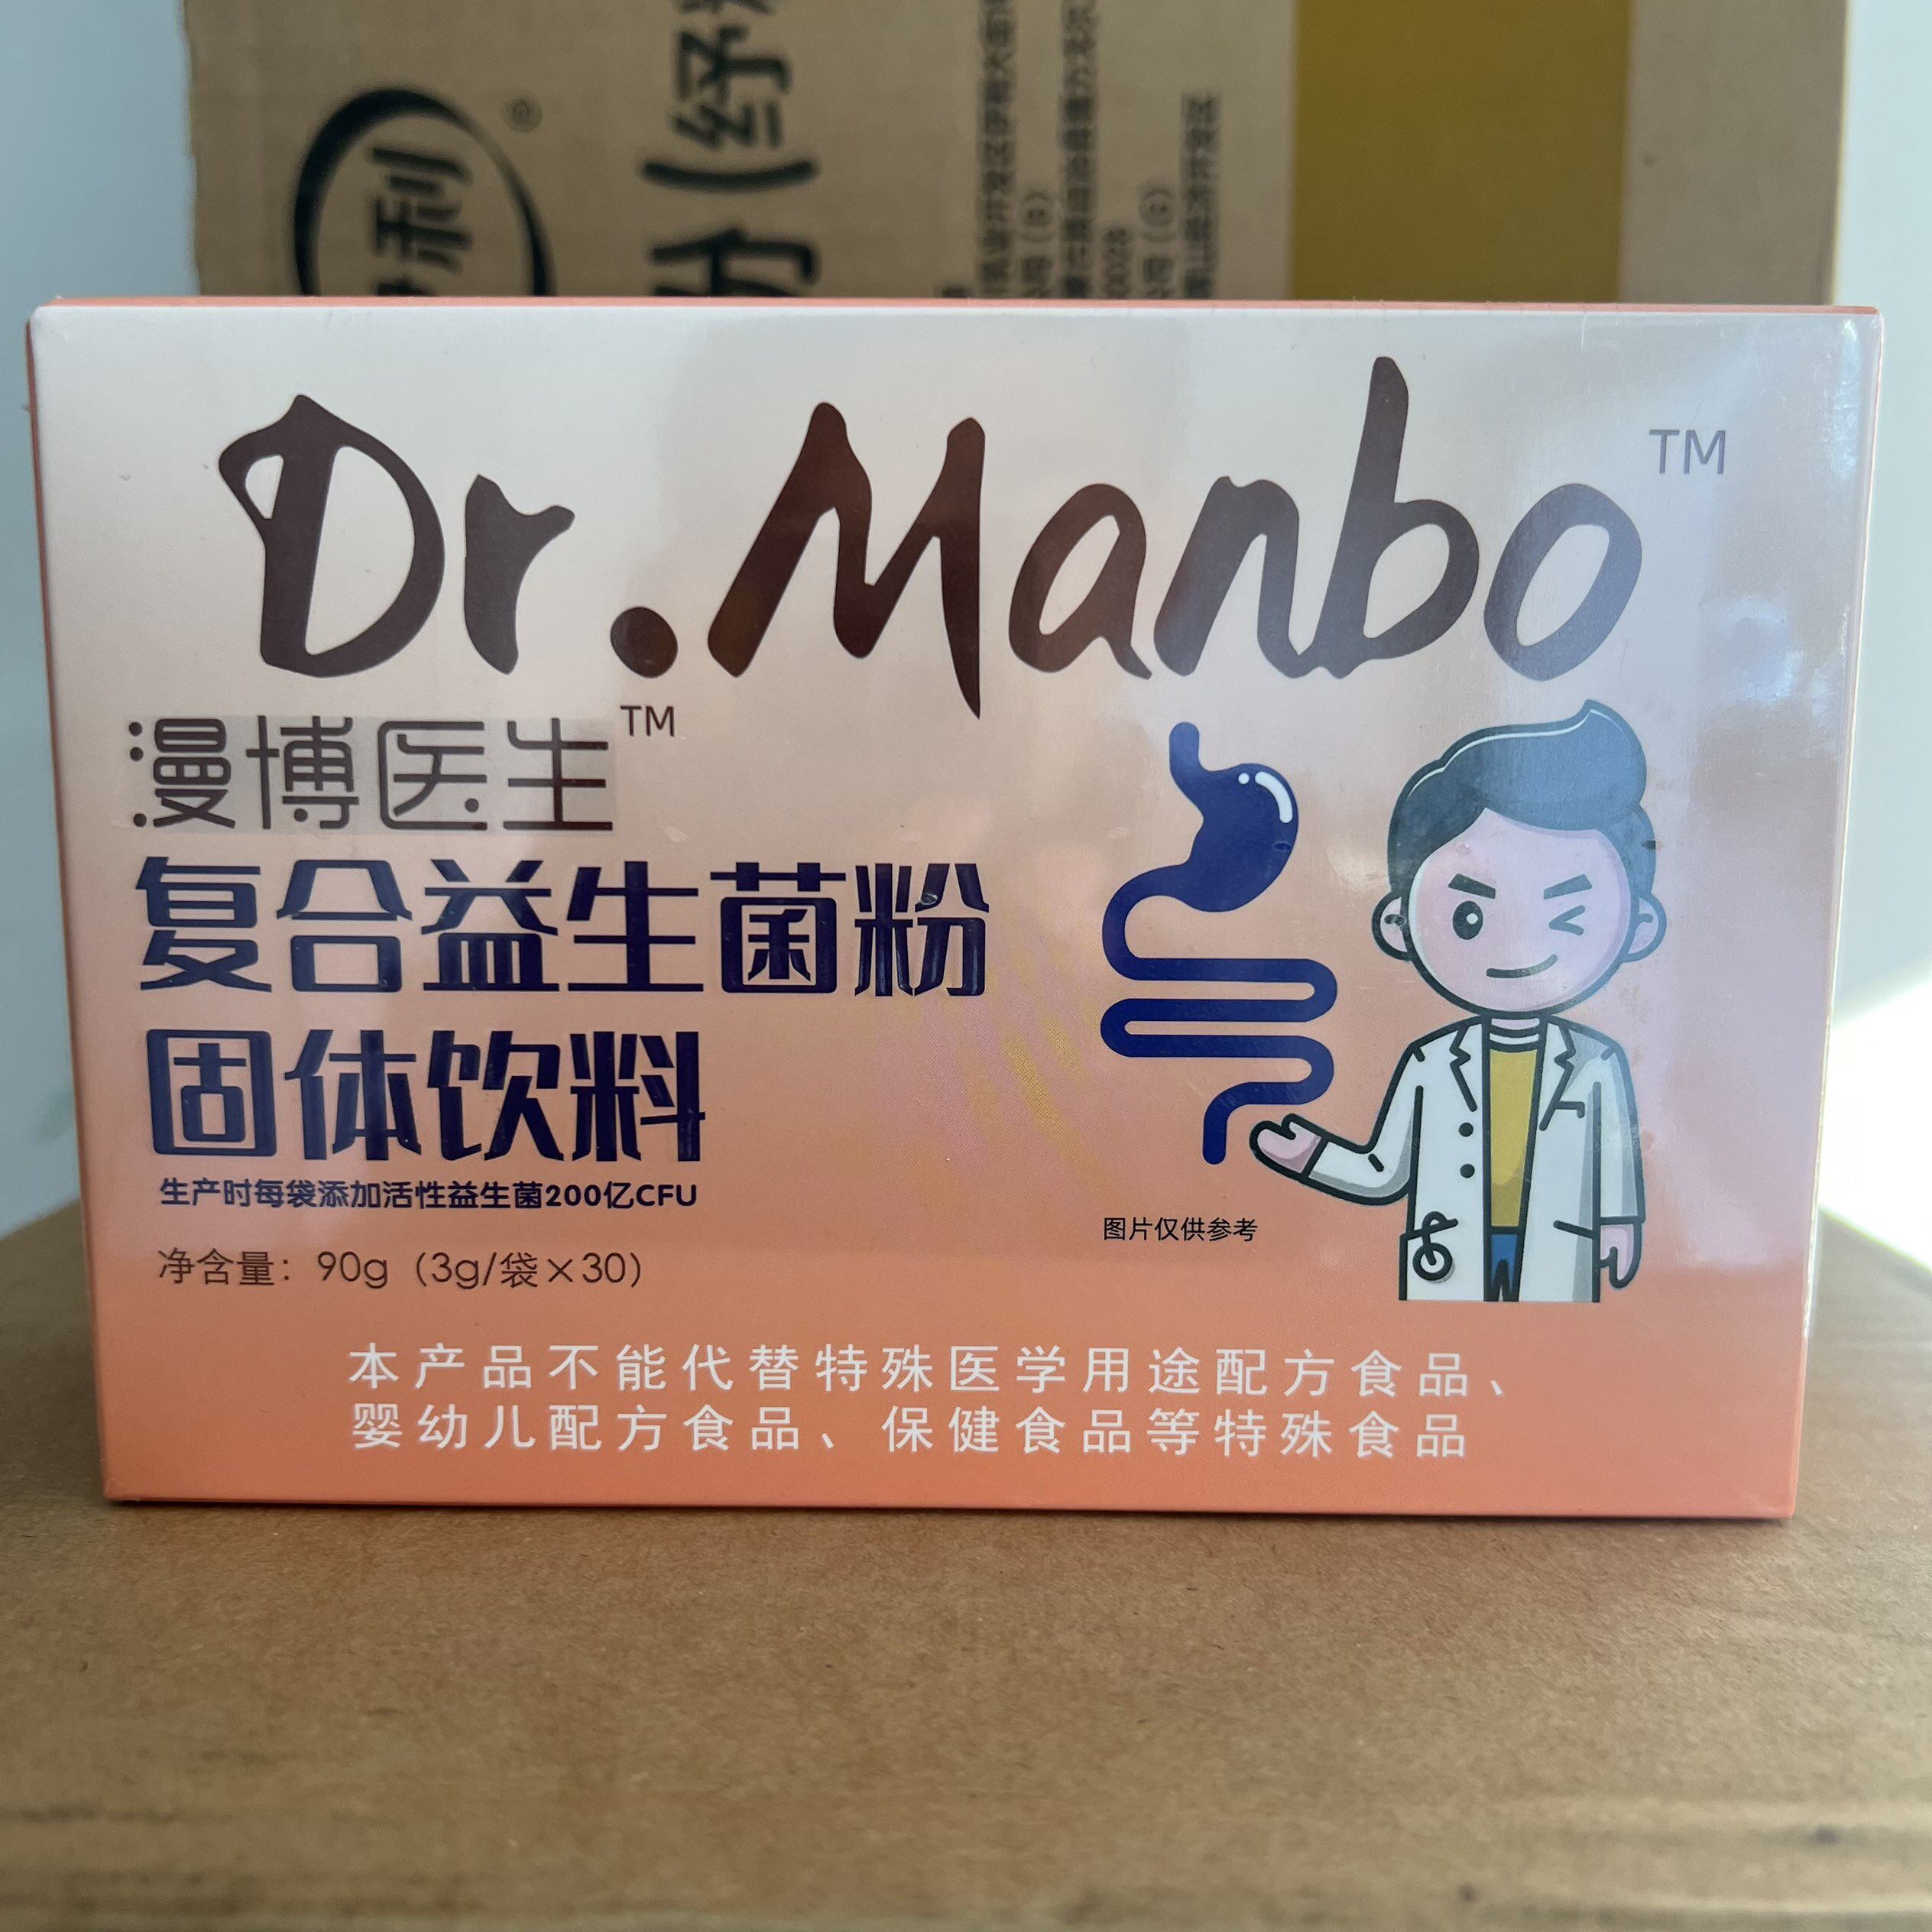 利
®
Dr.Manbo
TM
漫博医生
TM
复合益生菌粉
固体饮料
生产时每袋添加活性益生菌200亿CFU
净含量：90g（3g/袋×30）
图片仅供参考
本产品不能代替特殊医学用途配方食品、
婴幼儿配方食品、保健食品等特殊食品